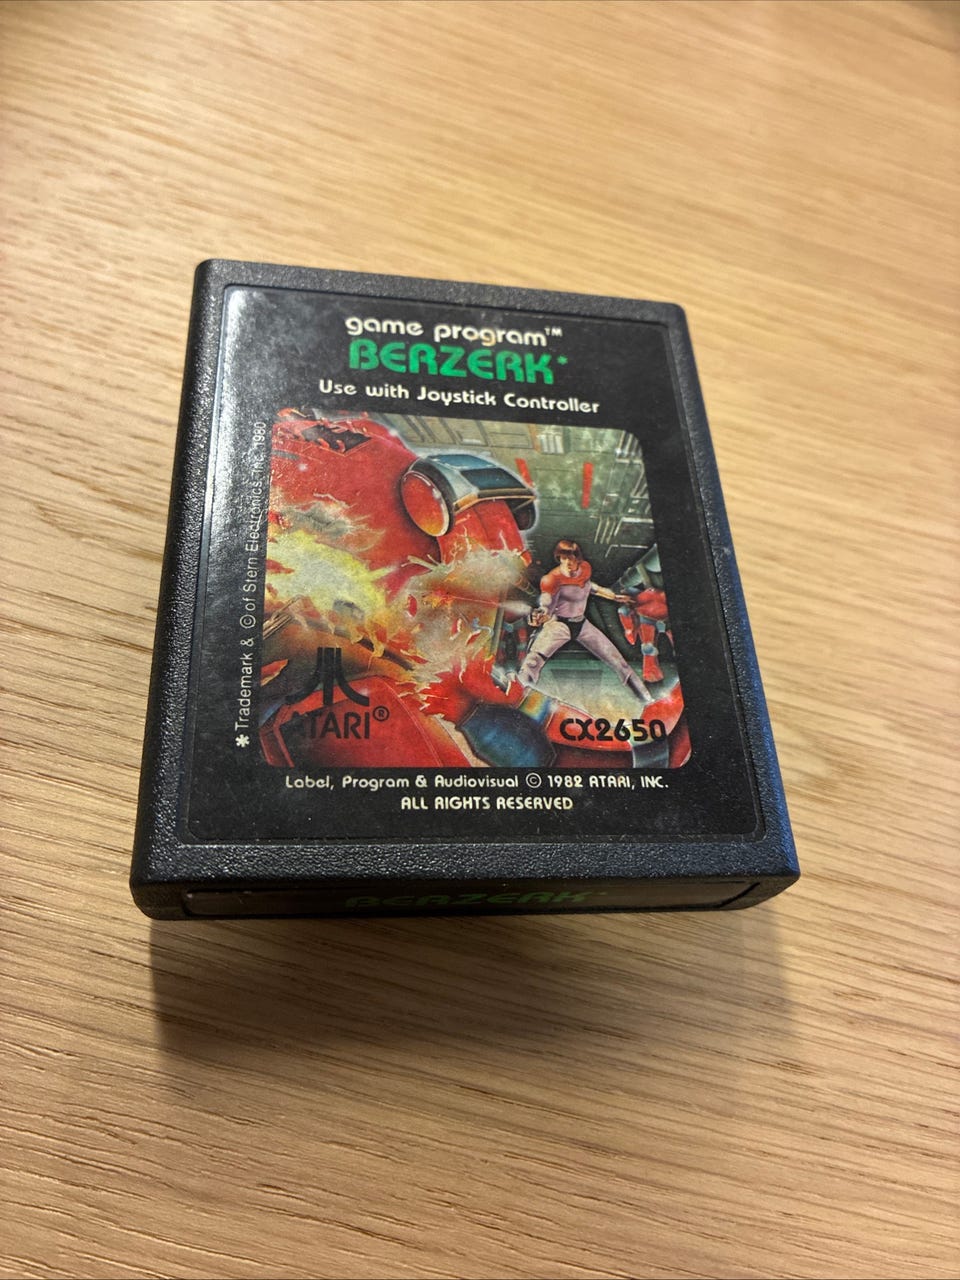 game program™
BERZERK*
Use with Joystick Controller
* Trademark & © of Stern Electronics, Inc. 1980
ATARI®
CX2650
Label, Program & Audiovisual © 1982 ATARI, INC.
ALL RIGHTS RESERVED
BERZERK*